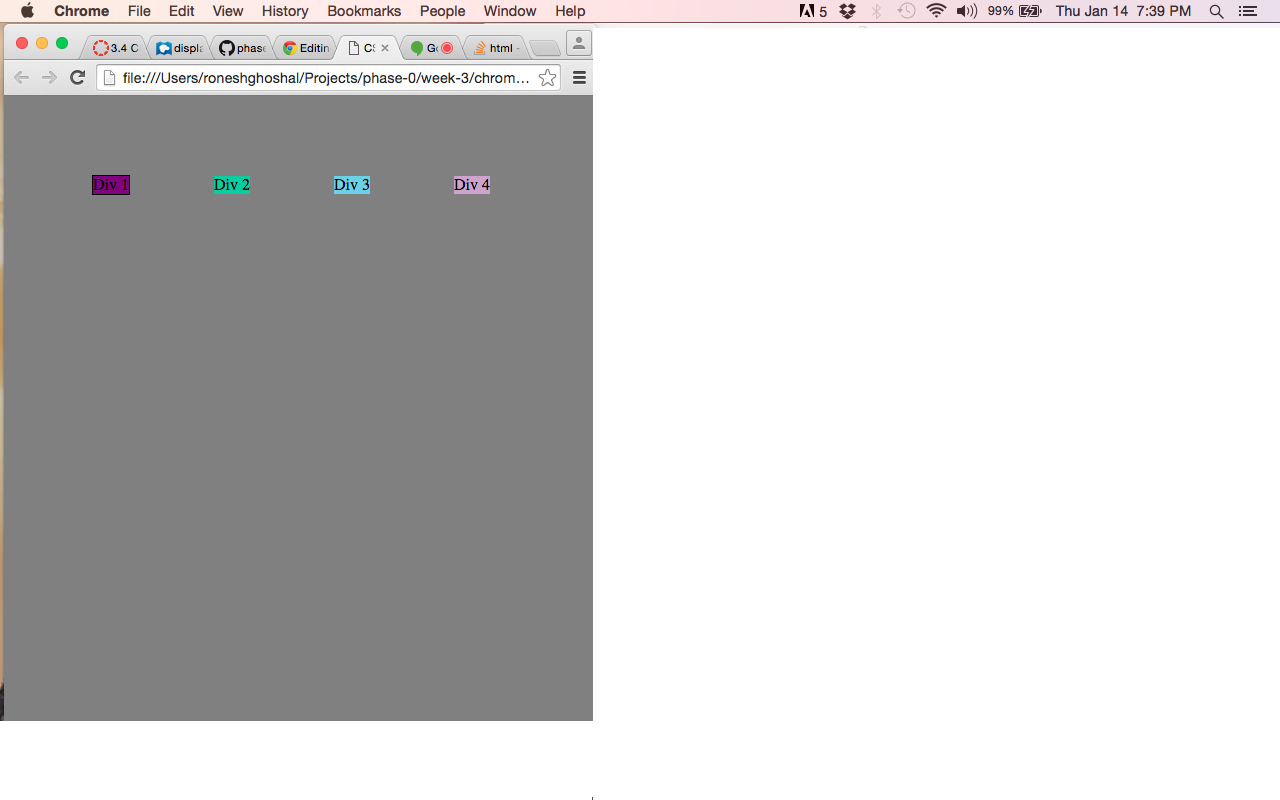 Chrome File Edit View History Bookmarks People Window Help 5 99% Thu Jan 14 7:39 PM
3.4 C displa phase Editin CS Go html -
file:///Users/roneshghoshal/Projects/phase-0/week-3/chrom...
Div 1 Div 2 Div 3 Div 4